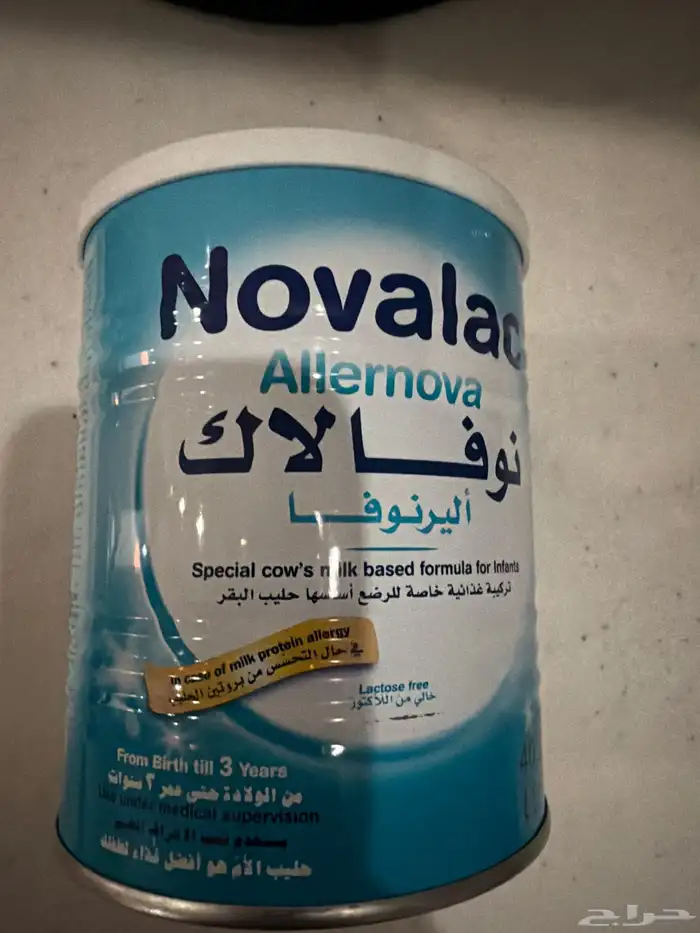 Novalac
Allernova
نوفالاك
أليرنوفا
Special cow's milk based formula for Infants
تركيبة غذائية خاصة للرضع أساسها حليب البقر
In case of milk protein allergy
في حال التحسّس من بروتين الحليب
Lactose free
خالي من اللاكتوز
From Birth till 3 Years
من الولادة حتى عمر ٣ سنوات
Use under medical supervision
حليب الأم هو أفضل غذاء لطفلك
حراج